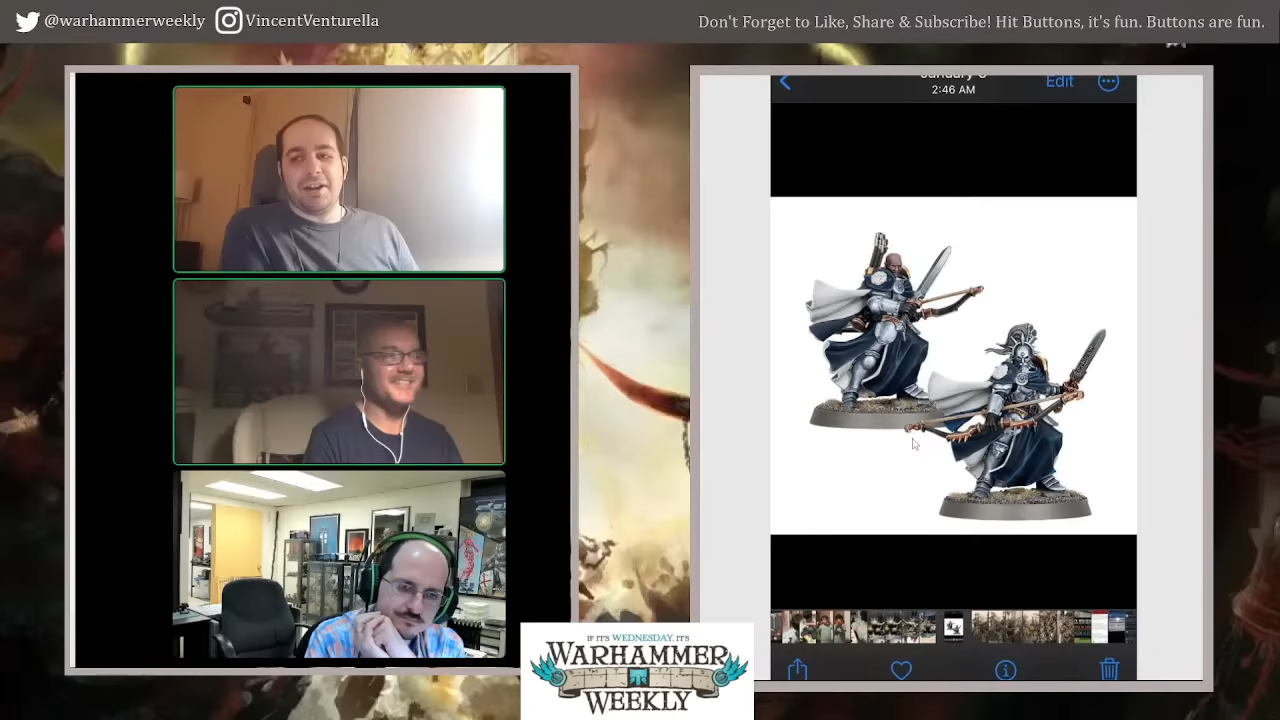 @warhammerweekly VincentVenturella
Don't Forget to Like, Share & Subscribe! Hit Buttons, it's fun. Buttons are fun.
2:46 AM
Edit
IF IT'S WEDNESDAY, IT'S
WARHAMMER
WEEKLY